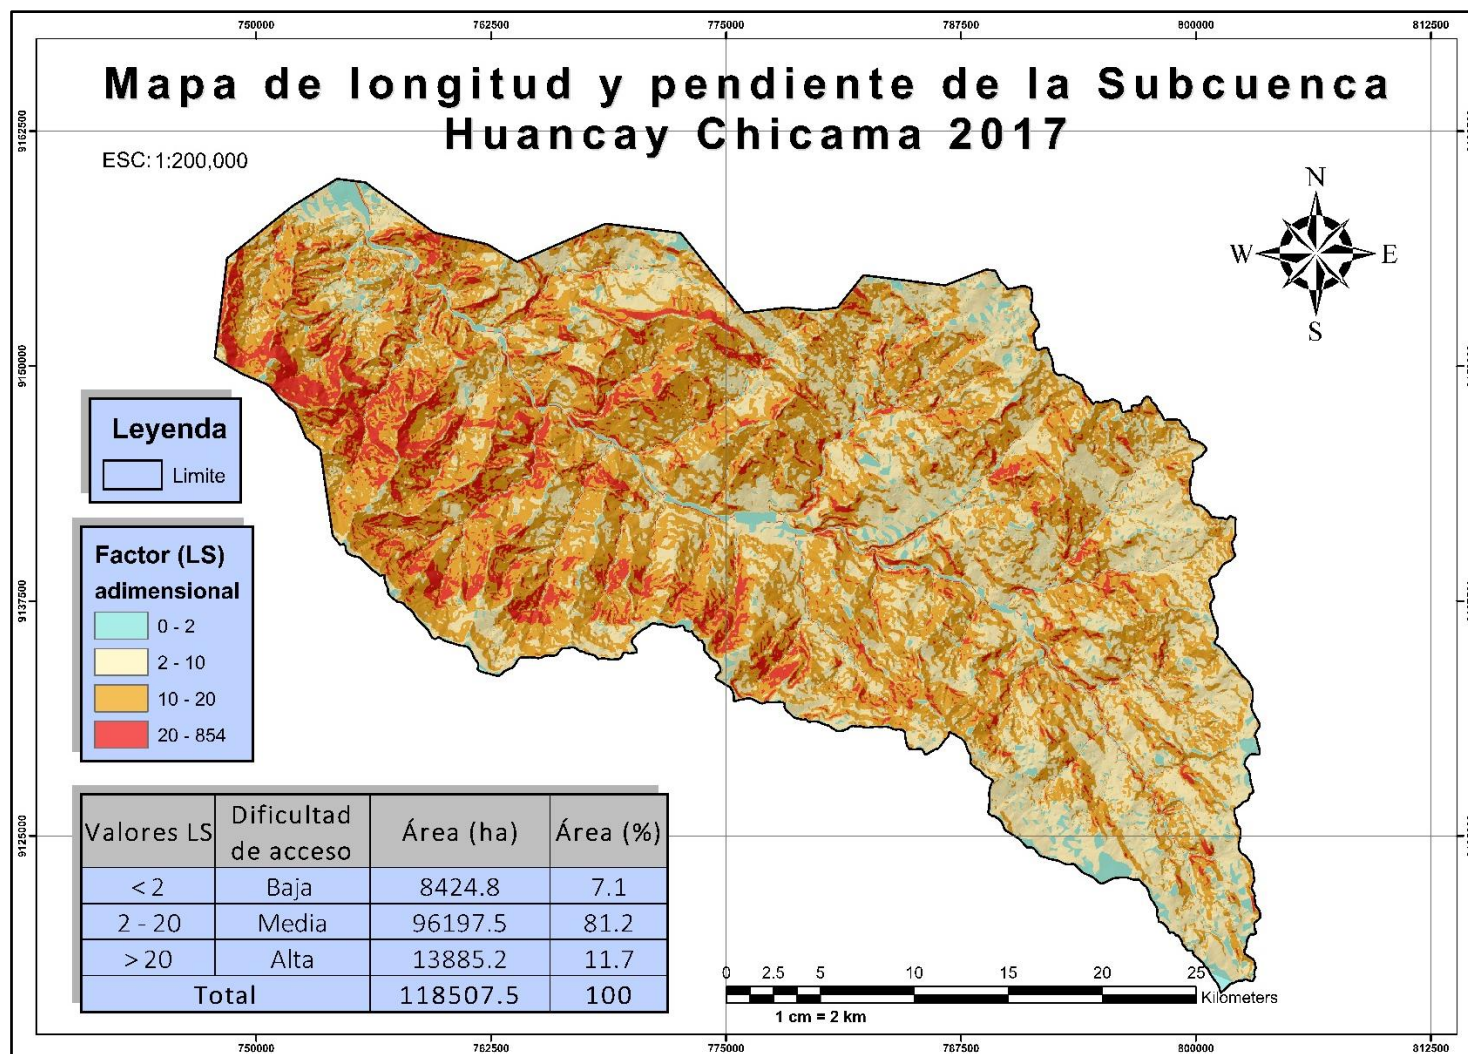 750000 762500 775000 787500 800000 812500
Mapa de longitud y pendiente de la Subcuenca
Huancay Chicama 2017
ESC: 1:200,000
9162500
9150000
9137500
9125000
N
W E
S
Leyenda
Limite
Factor (LS)
adimensional
0 - 2
2 - 10
10 - 20
20 - 854
Valores LS Dificultad de acceso Área (ha) Área (%)
< 2 Baja 8424.8 7.1
2 - 20 Media 96197.5 81.2
> 20 Alta 13885.2 11.7
Total 118507.5 100
0 2.5 5 10 15 20 25
Kilometers
1 cm = 2 km
750000 762500 775000 787500 800000 812500